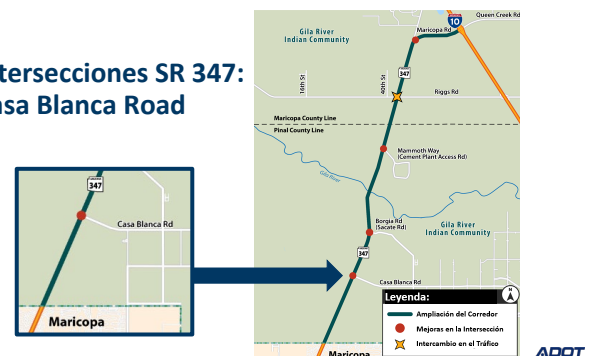 ntersecciones SR 347:
asa Blanca Road
347
Casa Blanca Rd
Maricopa
Queen Creek Rd
10
Gila River
Indian Community
Maricopa Rd
347
16th St
40th St
Riggs Rd
Maricopa County Line
Pinal County Line
Mammoth Way
(Cement Plant Access Rd)
Gila River
Borgia Rd
(Sacate Rd)
Gila River
Indian Community
347
Casa Blanca Rd
Leyenda:
N
Ampliación del Corredor
Mejoras en la Intersección
Intercambio en el Tráfico
Maricopa
ADOT